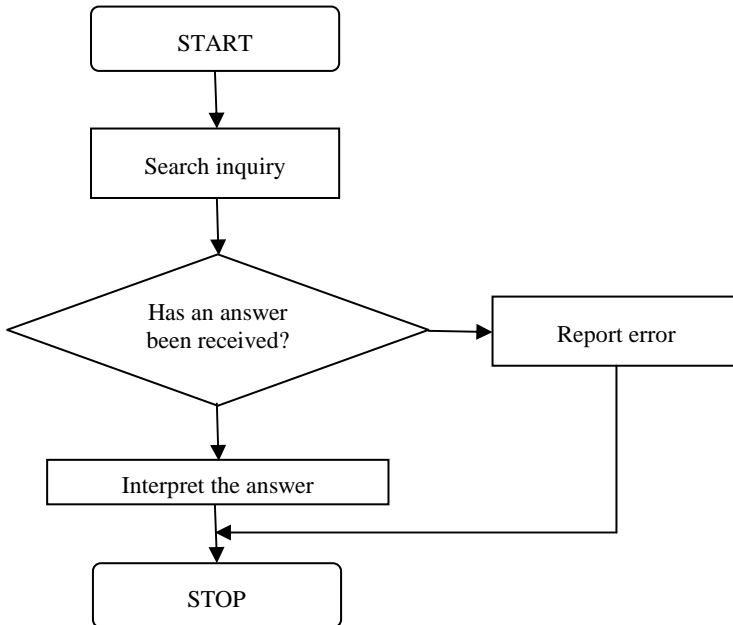 START
Search inquiry
Has an answer
been received?
Report error
Interpret the answer
STOP